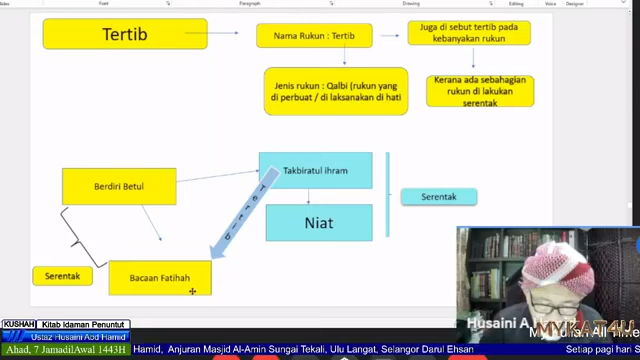 Font
Paragraph
Drawing
Editing
Voice
Designer
Tertib
Nama Rukun : Tertib
Juga di sebut tertib pada
kebanyakan rukun
Jenis rukun : Qalbi (rukun yang
di perbuat / di laksanakan di hati
Kerana ada sebahagian
rukun di lakukan
serentak
Berdiri Betul
Takbiratul ihram
Tertib
Niat
Serentak
Serentak
Bacaan Fatihah
Husaini A
MYKAT4U
KUSHAH Kitab Idaman Penuntut
Ustaz Husaini Abd Hamid
Ahad, 7 JamadilAwal 1443H
Hamid, Anjuran Masjid Al-Amin Sungai Tekali, Ulu Langat, Selangor Darul Ehsan
Setiap pagi hari S